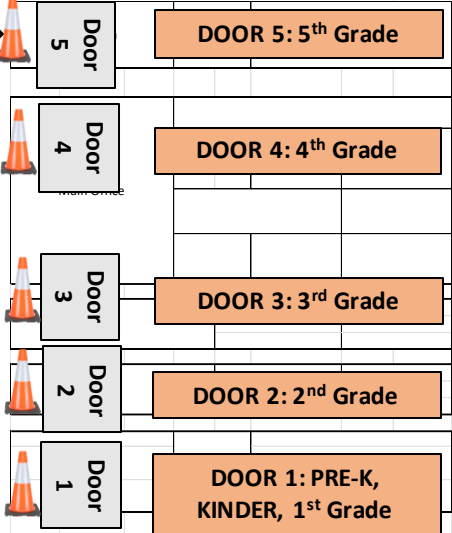 Door 5
DOOR 5: 5th Grade
Door 4
DOOR 4: 4th Grade
Main Office
Door 3
DOOR 3: 3rd Grade
Door 2
DOOR 2: 2nd Grade
Door 1
DOOR 1: PRE-K,
KINDER, 1st Grade